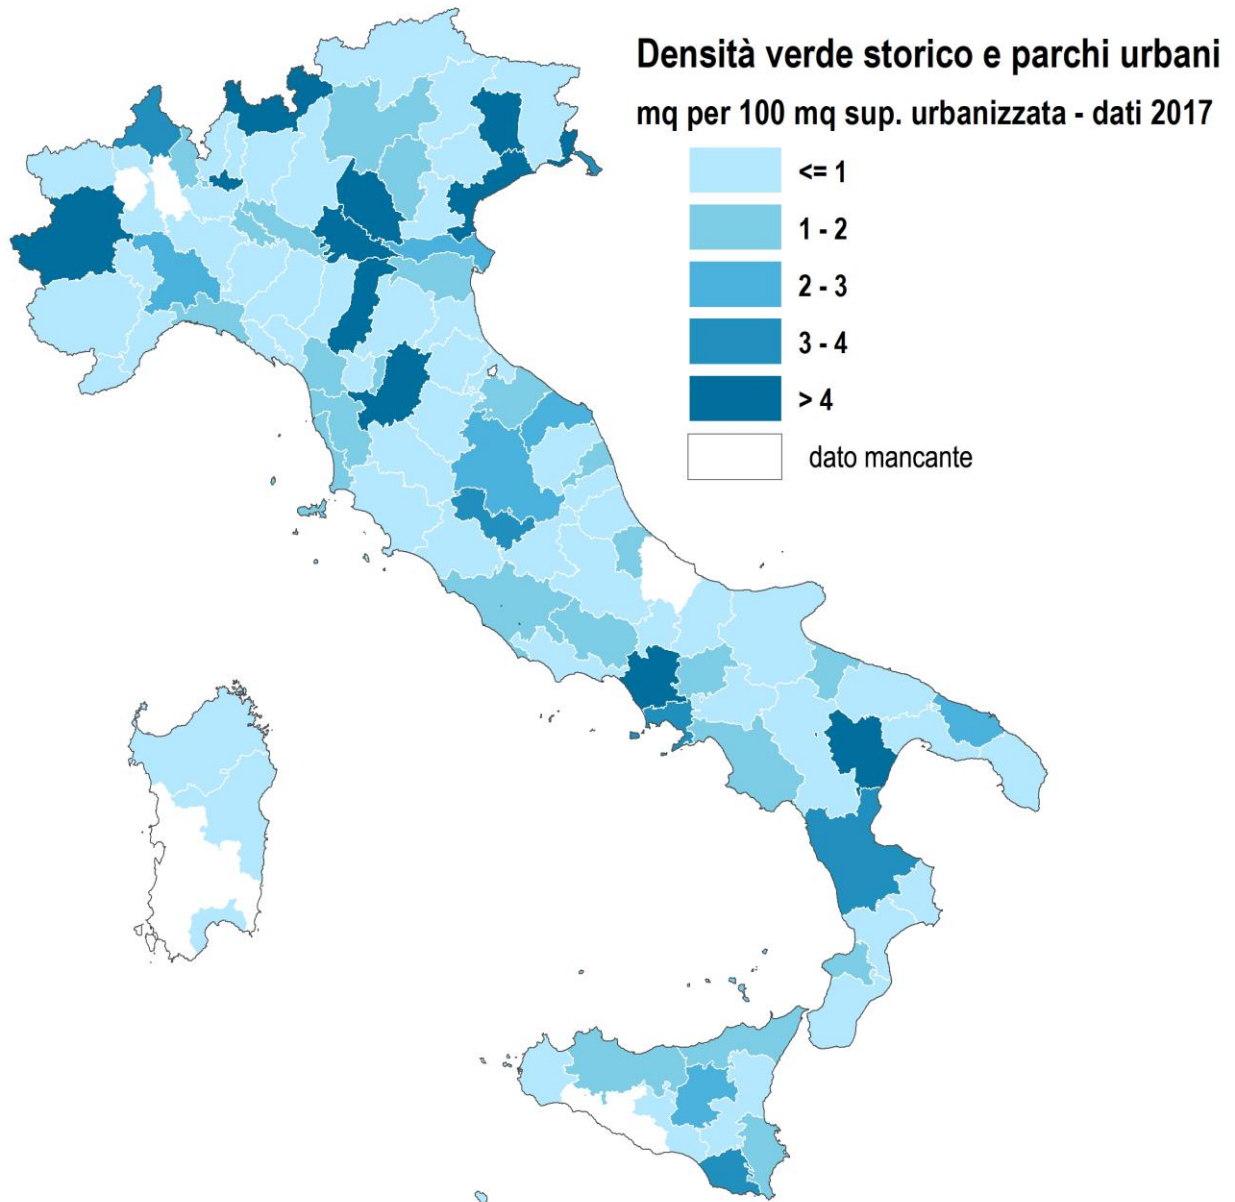 Densità verde storico e parchi urbani
mq per 100 mq sup. urbanizzata - dati 2017
<= 1
1 - 2
2 - 3
3 - 4
> 4
dato mancante